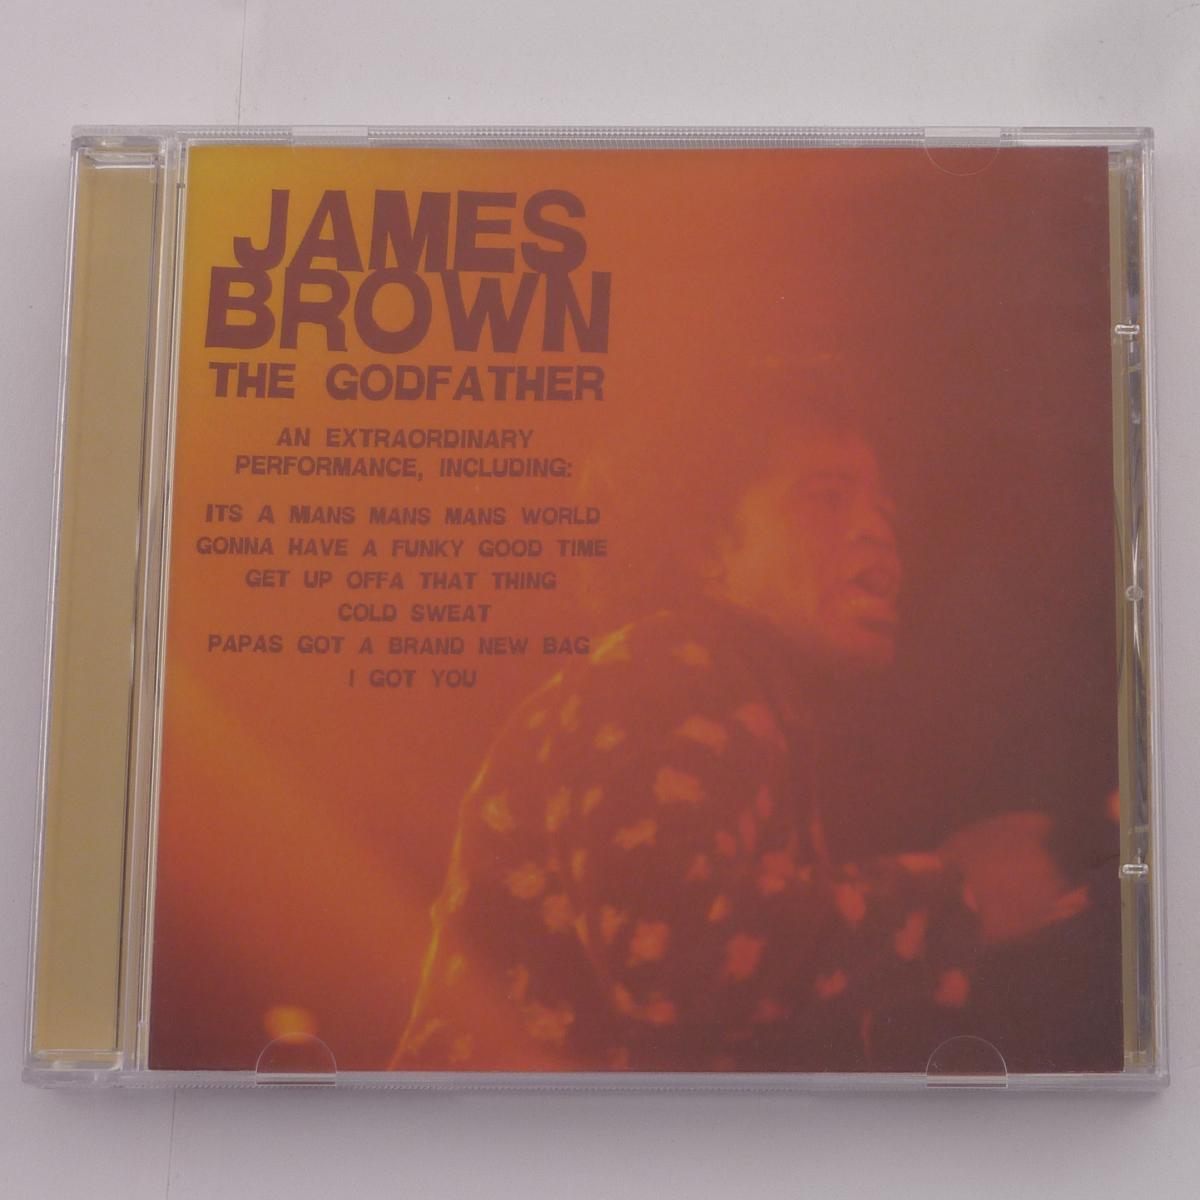 JAMES
BROWN
THE GODFATHER
AN EXTRAORDINARY
PERFORMANCE, INCLUDING:
ITS A MANS MANS MANS WORLD
GONNA HAVE A FUNKY GOOD TIME
GET UP OFFA THAT THING
COLD SWEAT
PAPAS GOT A BRAND NEW BAG
I GOT YOU